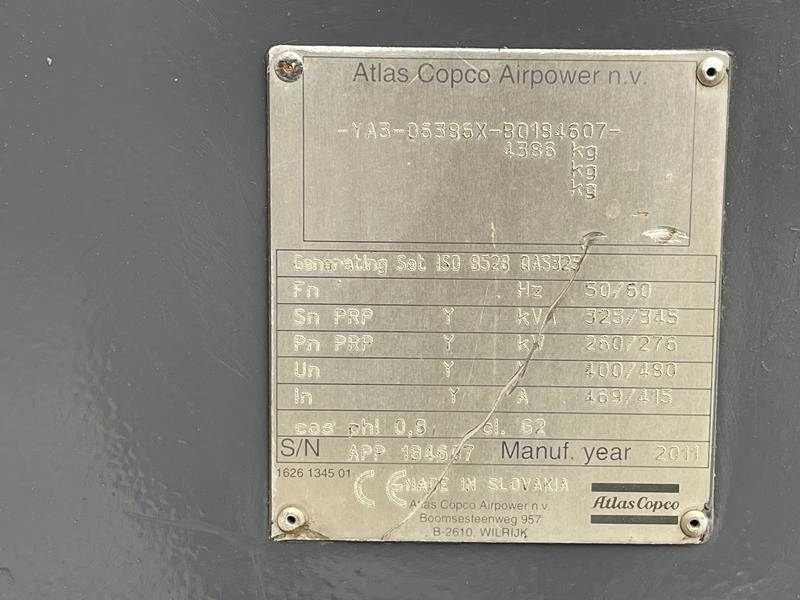 Atlas Copco Airpower n.v.
-YA3-06386X-B0184607-
4386 kg
kg
kg
Generating Set ISO 8528 QAS325
Fn Hz 50/60
Sn PRP Y kVA 325/345
Pn PRP Y kW 260/276
Un Y V 400/480
In Y A 469/415
cos phi 0,8 cl. G2
S/N APP 184607 Manuf. year 2011
1626 1345 01
CE MADE IN SLOVAKIA
Atlas Copco Airpower n.v.
Boomsesteenweg 957
B-2610, WILRIJK
Atlas Copco